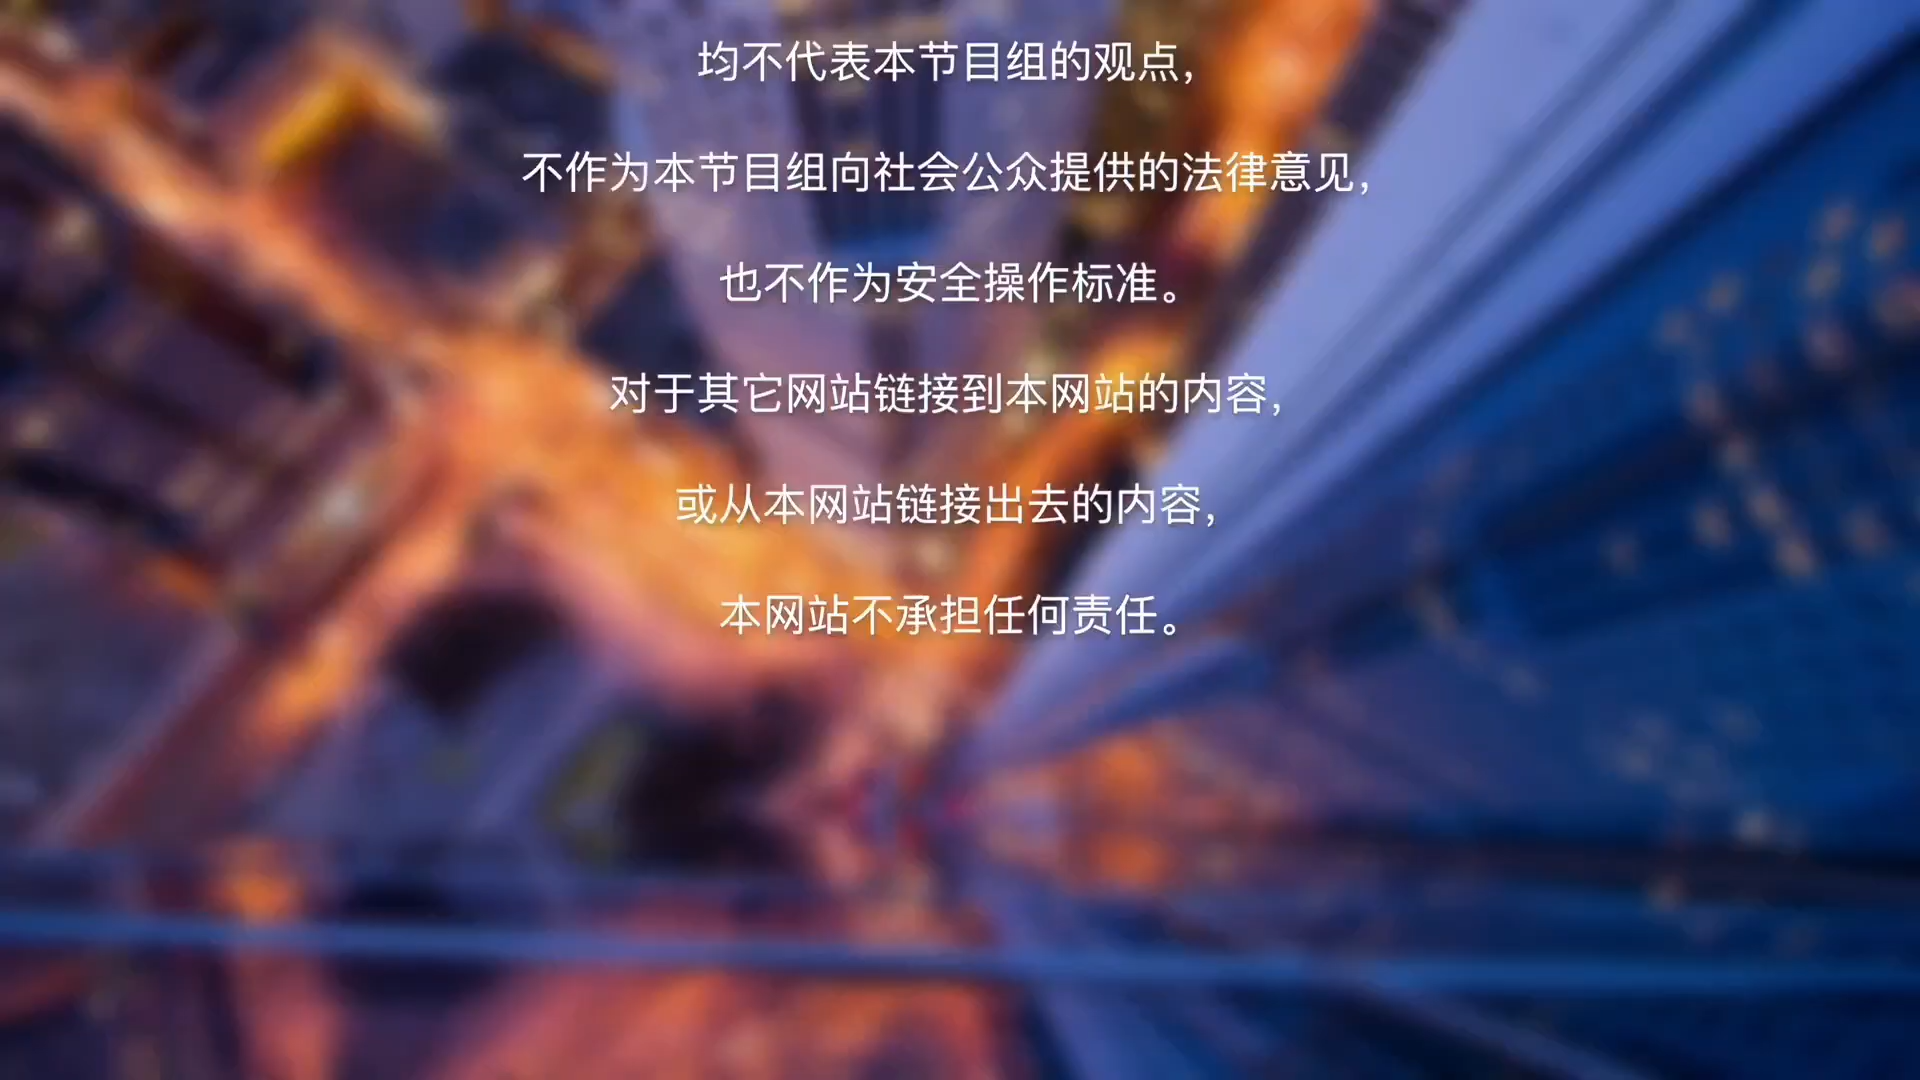 均不代表本节目组的观点，
不作为本节目组向社会公众提供的法律意见，
也不作为安全操作标准。
对于其它网站链接到本网站的内容，
或从本网站链接出去的内容，
本网站不承担任何责任。